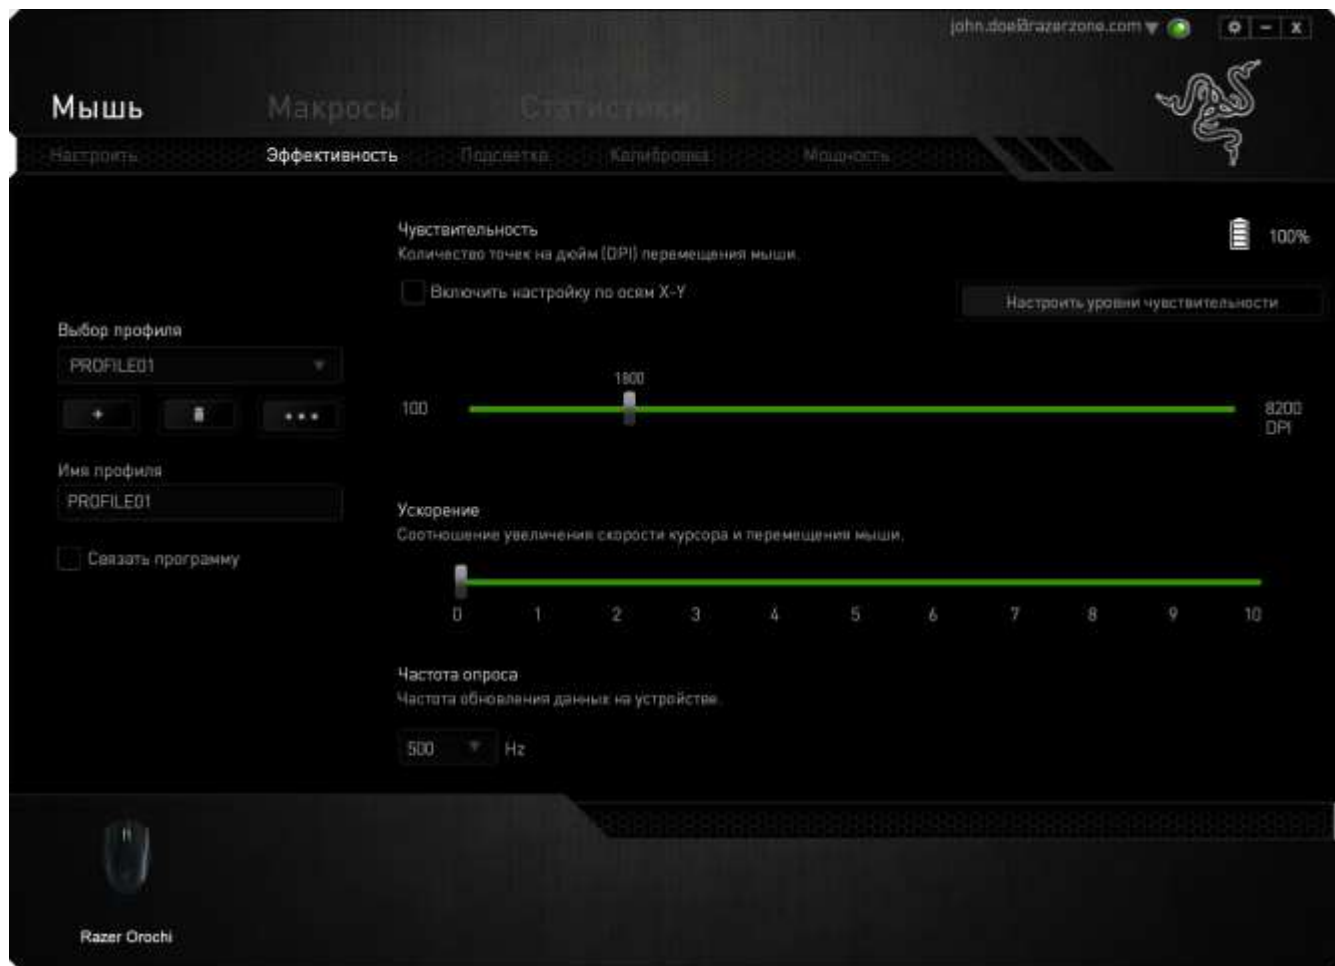 john.doe@razerzone.com
Мышь Макросы Статистики
Настроить Эффективность Подсветка Калибровка Мощность
Чувствительность
Количество точек на дюйм (DPI) перемещения мыши.
100%
Включить настройку по осям X-Y
Настроить уровни чувствительности
Выбор профиля
PROFILE01
1800
100
8200
DPI
Имя профиля
PROFILE01
Ускорение
Соотношение увеличения скорости курсора и перемещения мыши.
Связать программу
0 1 2 3 4 5 6 7 8 9 10
Частота опроса
Частота обновления данных на устройстве.
500 Hz
Razer Orochi